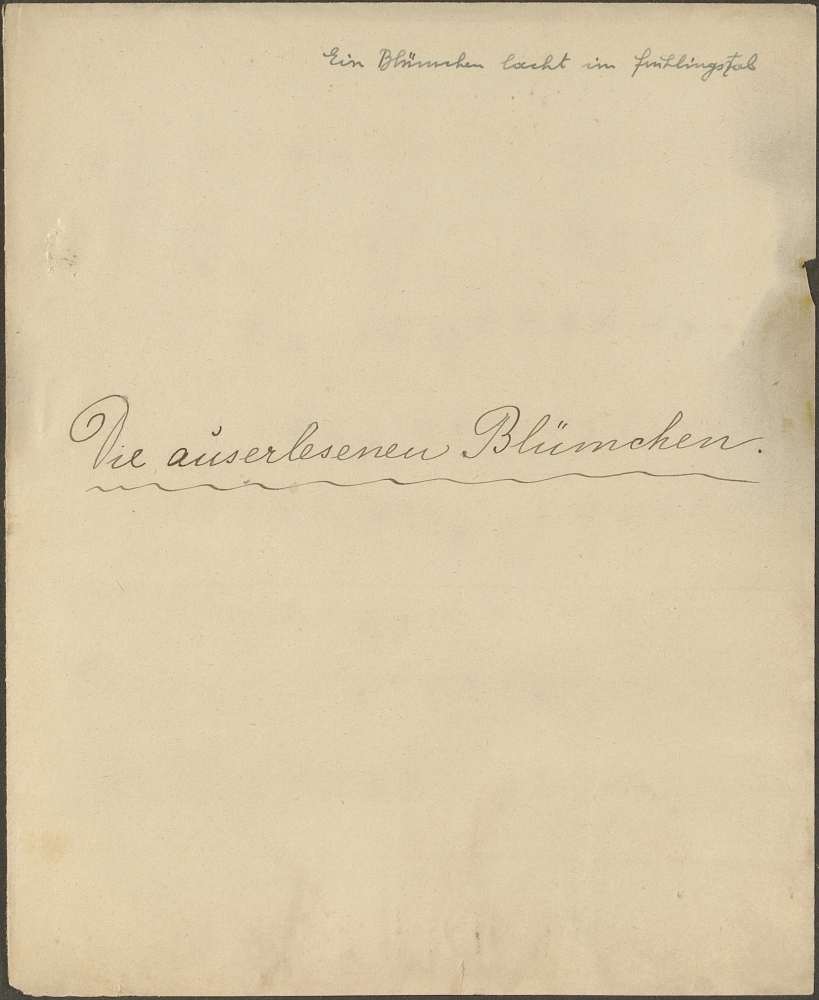 Ein Blümchen lacht im Frühlingstal
Die auserlesenen Blümchen.